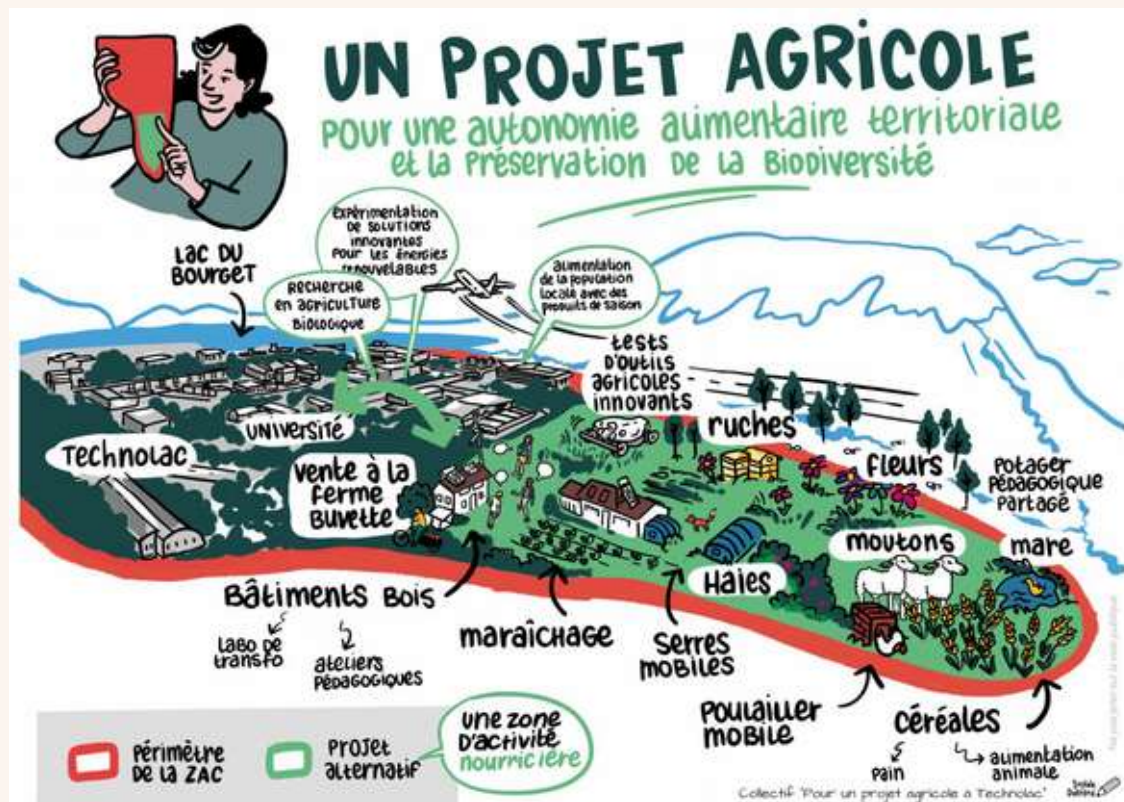 UN PROJET AGRICOLE
POUR UNE AUTONOMIE ALIMENTAIRE TERRITORIALE
ET LA PRÉSERVATION DE LA BIODIVERSITÉ
LAC DU
BOURGET
EXPÉRIMENTATION
DE SOLUTIONS
INNOVANTES
POUR LES ÉNERGIES
RENOUVELABLES
RECHERCHE
EN AGRICULTURE
BIOLOGIQUE
ALIMENTATION
DE LA POPULATION
LOCALE AVEC DES
PRODUITS DE SAISON
TESTS
D'OUTILS
AGRICOLES
INNOVANTS
RUCHES
FLEURS
POTAGER
PÉDAGOGIQUE
PARTAGÉ
TECHNOLAC
UNIVERSITÉ
VENTE À LA
FERME
BUVETTE
MOUTONS
MARE
HAIES
BÂTIMENTS BOIS
LABO DE
TRANSFO
ATELIERS
PÉDAGOGIQUES
MARAÎCHAGE
SERRES
MOBILES
POULAILLER
MOBILE
CÉRÉALES
PAIN
ALIMENTATION
ANIMALE
PÉRIMÈTRE
DE LA ZAC
PROJET
ALTERNATIF
UNE ZONE
D'ACTIVITÉ
NOURRICIÈRE
Collectif "Pour un projet agricole à Technolac"